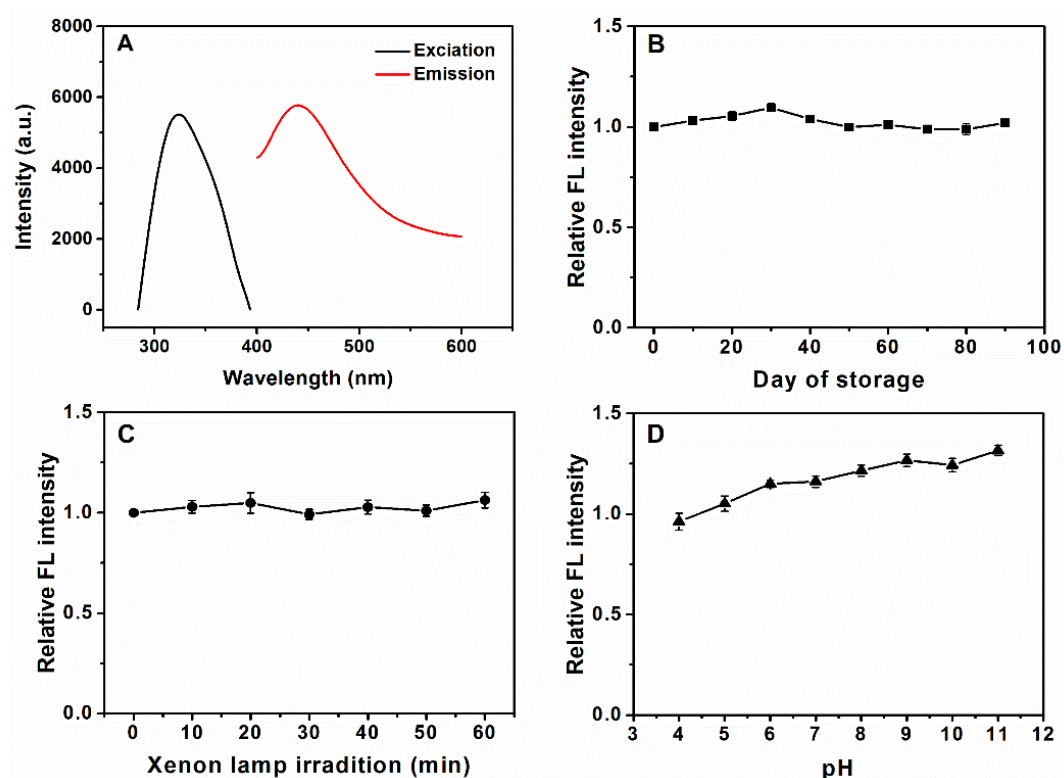 A
Exciation
Emission
8000
6000
4000
2000
0
Intensity (a.u.)
300 400 500 600
Wavelength (nm)
B
1.5
1.0
0.5
0.0
Relative FL intensity
0 20 40 60 80 100
Day of storage
C
1.5
1.0
0.5
0.0
Relative FL intensity
0 10 20 30 40 50 60
Xenon lamp irradition (min)
D
1.5
1.0
0.5
0.0
Relative FL intensity
3 4 5 6 7 8 9 10 11 12
pH